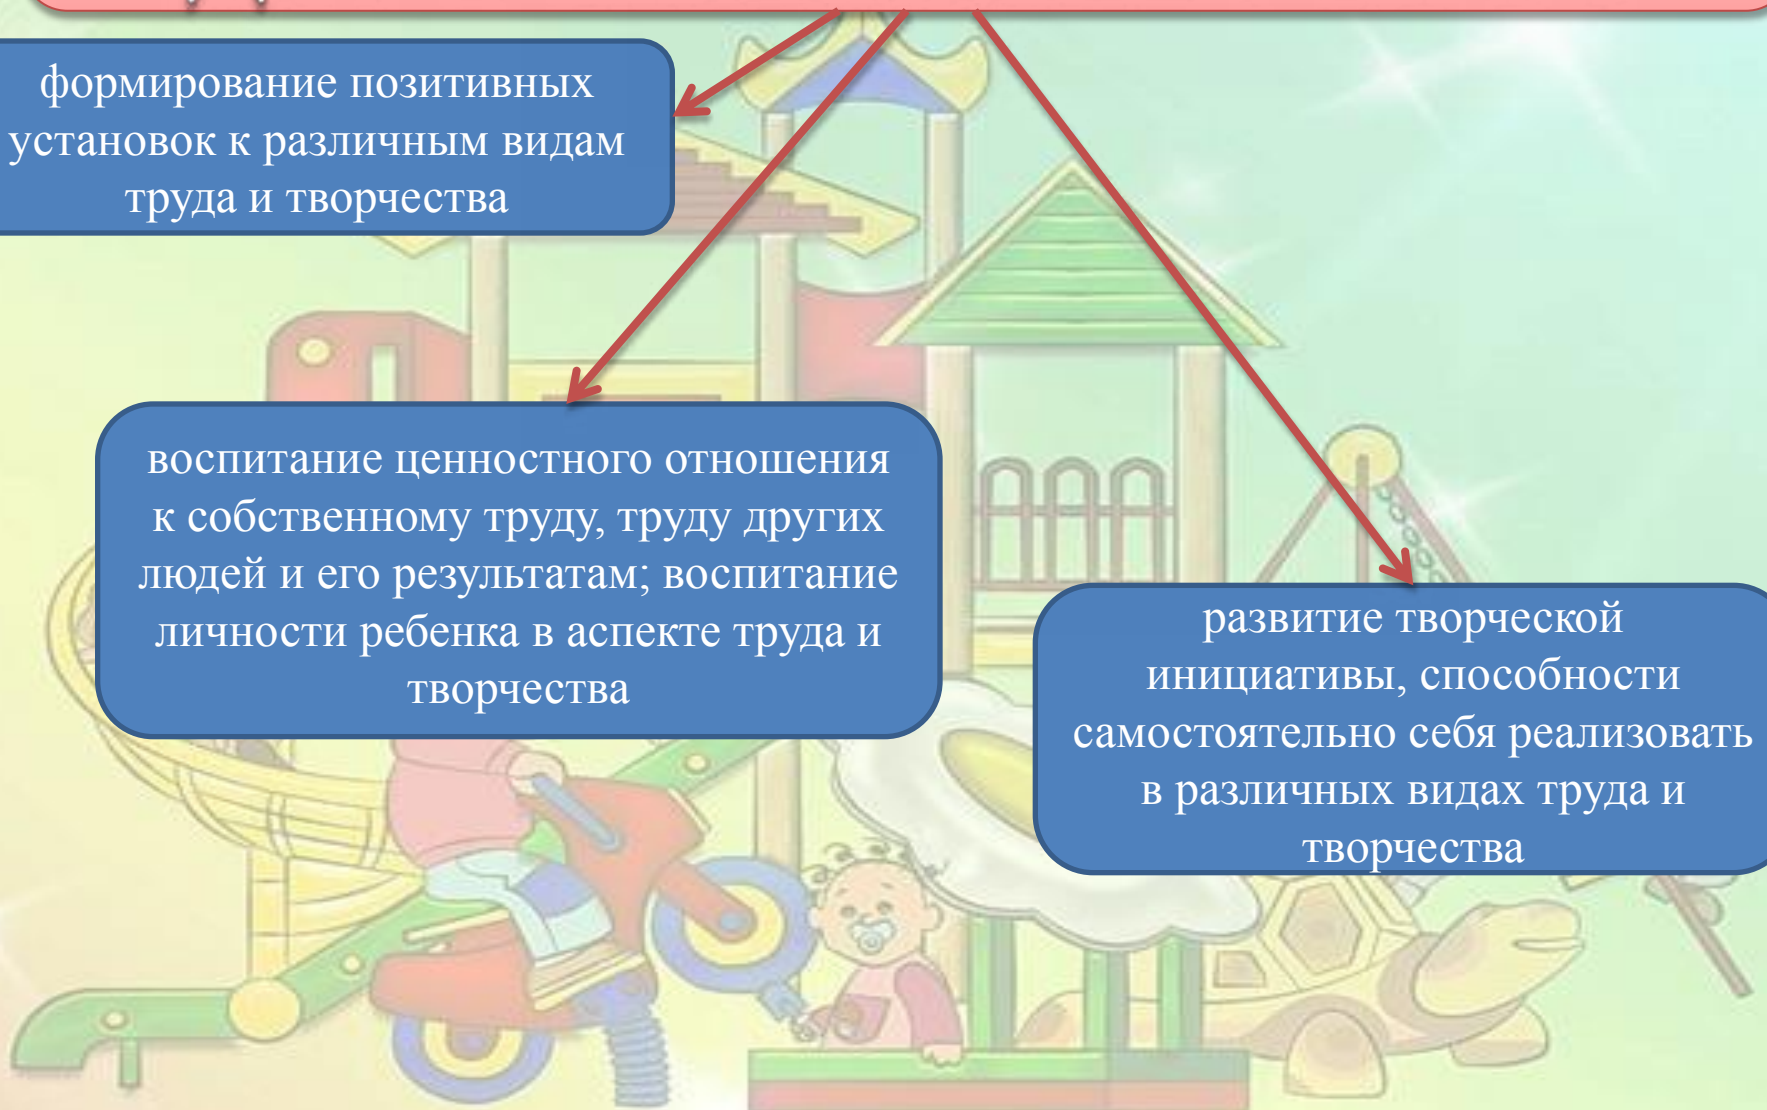 формирование позитивных
установок к различным видам
труда и творчества
воспитание ценностного отношения
к собственному труду, труду других
людей и его результатам; воспитание
личности ребенка в аспекте труда и
творчества
развитие творческой
инициативы, способности
самостоятельно себя реализовать
в различных видах труда и
творчества